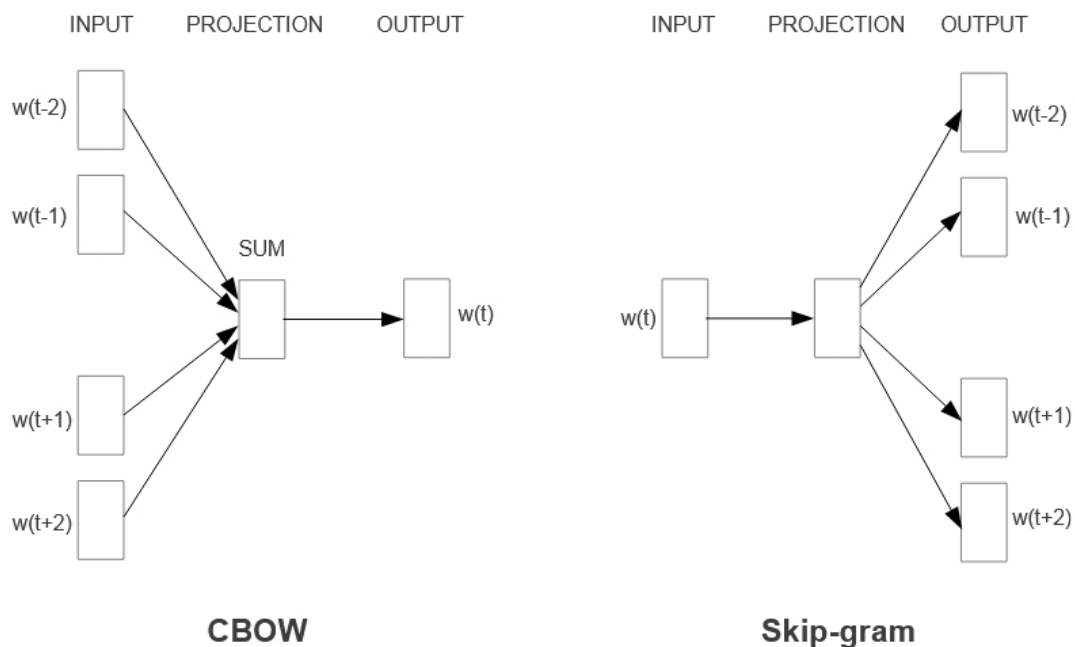 INPUT PROJECTION OUTPUT
w(t-2)
w(t-1)
SUM
w(t)
w(t+1)
w(t+2)
CBOW
INPUT PROJECTION OUTPUT
w(t-2)
w(t-1)
w(t)
w(t+1)
w(t+2)
Skip-gram